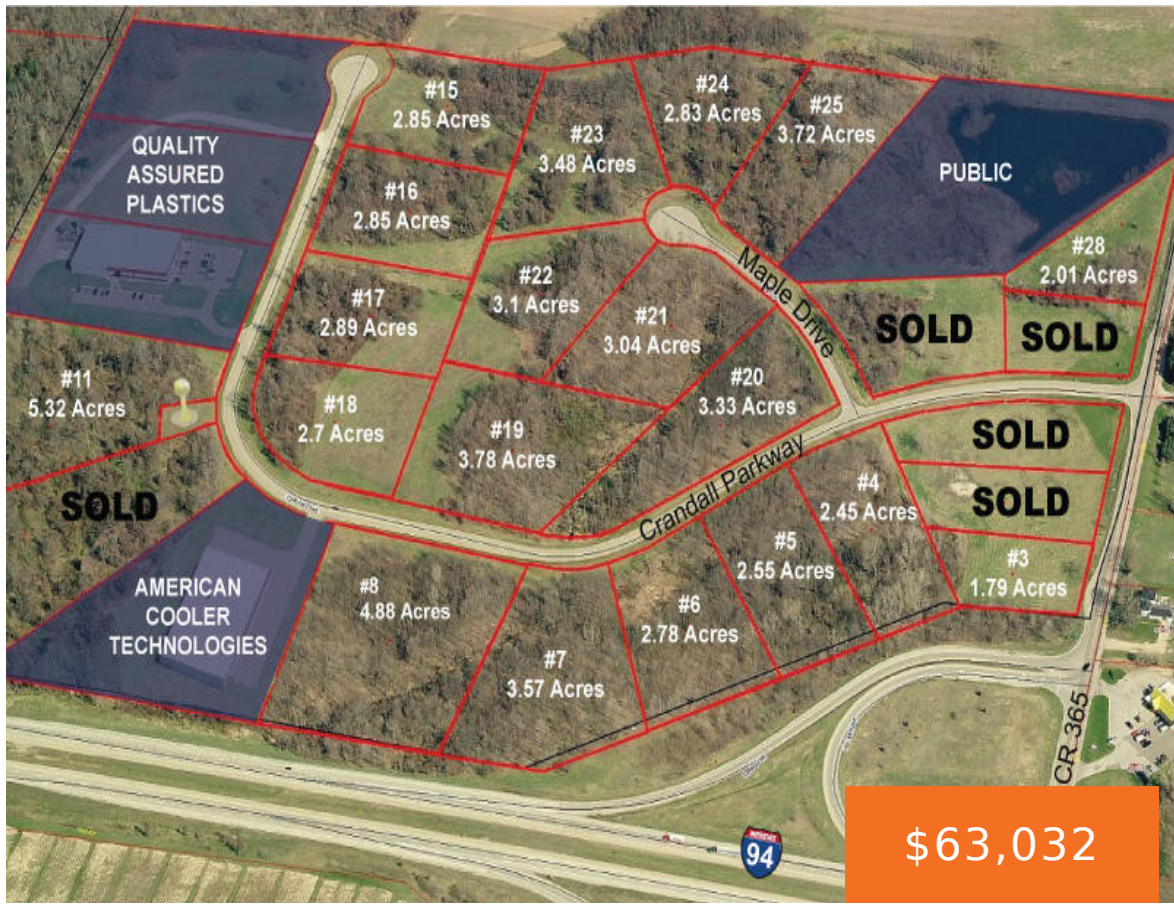 #15
2.85 Acres
#24
2.83 Acres
#25
3.72 Acres
#23
3.48 Acres
QUALITY
ASSURED
PLASTICS
PUBLIC
#16
2.85 Acres
#28
2.01 Acres
#22
3.1 Acres
Maple Drive
#17
2.89 Acres
#21
3.04 Acres
SOLD
SOLD
#11
5.32 Acres
#20
3.33 Acres
#18
2.7 Acres
#19
3.78 Acres
SOLD
SOLD
Crandall Parkway
#4
2.45 Acres
SOLD
#5
2.55 Acres
#3
1.79 Acres
AMERICAN
COOLER
TECHNOLOGIES
#8
4.88 Acres
#6
2.78 Acres
#7
3.57 Acres
CR 365
INTERSTATE
94
$63,032